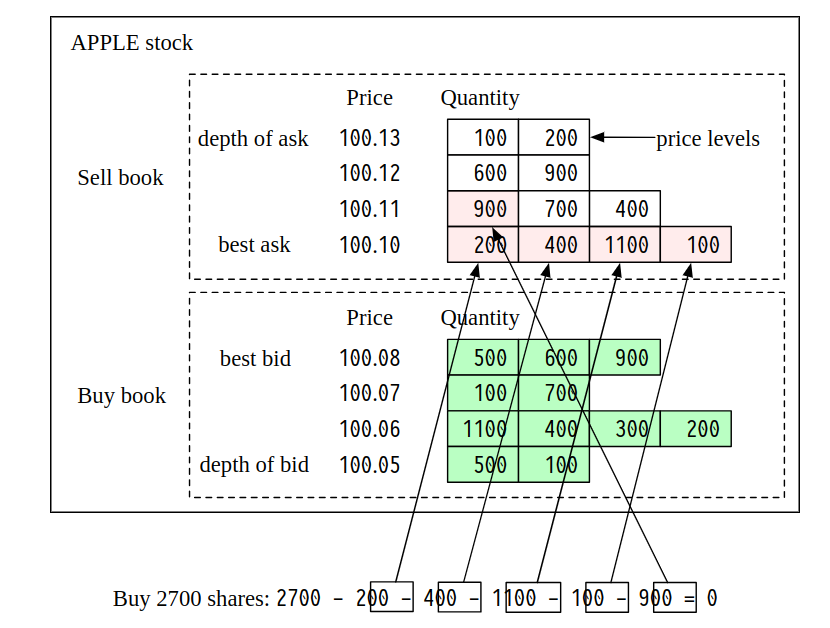 APPLE stock
Price Quantity
depth of ask 100.13 100 200 price levels
100.12 600 900
Sell book
100.11 900 700 400
best ask 100.10 200 400 1100 100
Price Quantity
best bid 100.08 500 600 900
100.07 100 700
Buy book
100.06 1100 400 300 200
depth of bid 100.05 500 100
Buy 2700 shares: 2700 - 200 - 400 - 1100 - 100 - 900 = 0